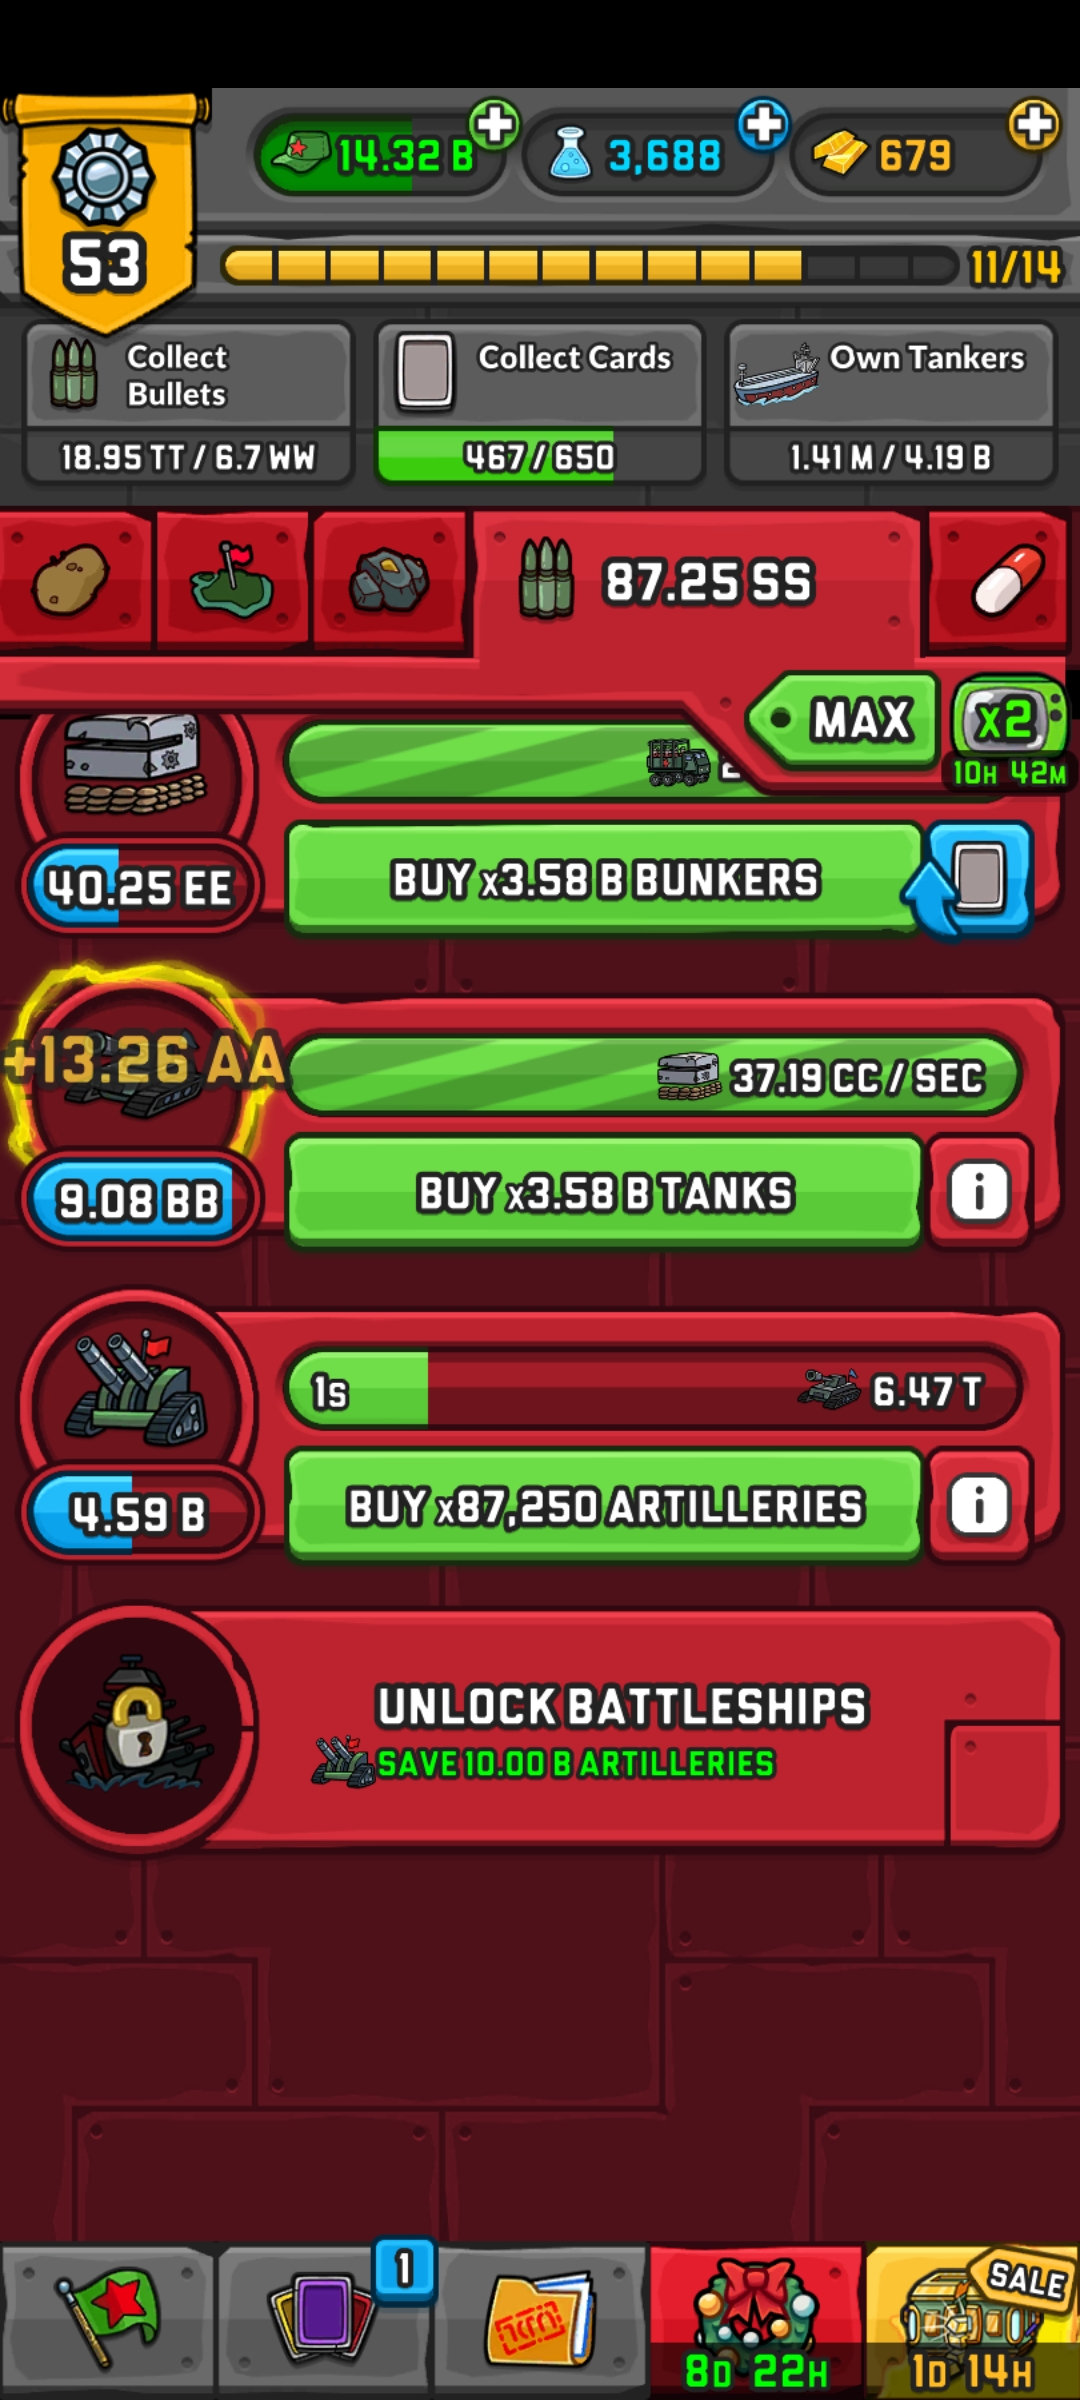 14.32 B
3,688
679
53
11/14
Collect
Bullets
18.95 TT / 6.7 WW
Collect Cards
467 / 650
Own Tankers
1.41 M / 4.19 B
87.25 SS
MAX
x2
10H 42M
40.25 EE
BUY x3.58 B BUNKERS
+13.26 AA
37.19 CC / SEC
9.08 BB
BUY x3.58 B TANKS
i
1s
6.47 T
4.59 B
BUY x87,250 ARTILLERIES
i
UNLOCK BATTLESHIPS
SAVE 10.00 B ARTILLERIES
1
SALE
8D 22H
1D 14H